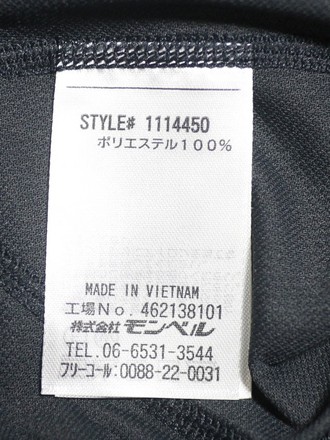 STYLE# 1114450
ポリエステル100%
MADE IN VIETNAM
工場No. 462138101
株式会社モンベル
TEL.06-6531-3544
フリーコール:0088-22-0031